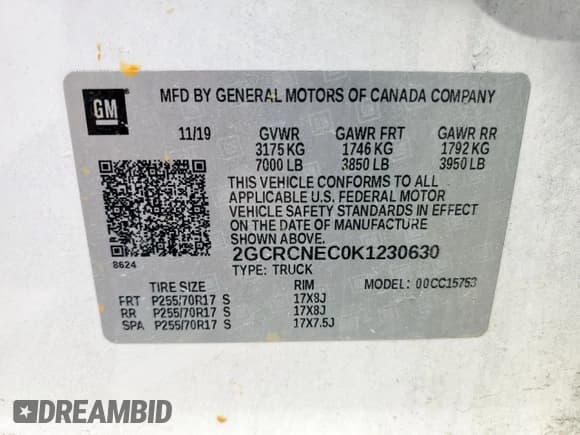 GM
MFD BY GENERAL MOTORS OF CANADA COMPANY
11/19 GVWR GAWR FRT GAWR RR
3175 KG 1746 KG 1792 KG
7000 LB 3850 LB 3950 LB
THIS VEHICLE CONFORMS TO ALL
APPLICABLE U.S. FEDERAL MOTOR
VEHICLE SAFETY STANDARDS IN EFFECT
ON THE DATE OF MANUFACTURE
SHOWN ABOVE.
8624
2GCRCNEC0K1230630
TYPE: TRUCK MODEL: 00CC15753
TIRE SIZE RIM
FRT P255/70R17 S 17X8J
RR P255/70R17 S 17X8J
SPA P255/70R17 S 17X7.5J
DREAMBID